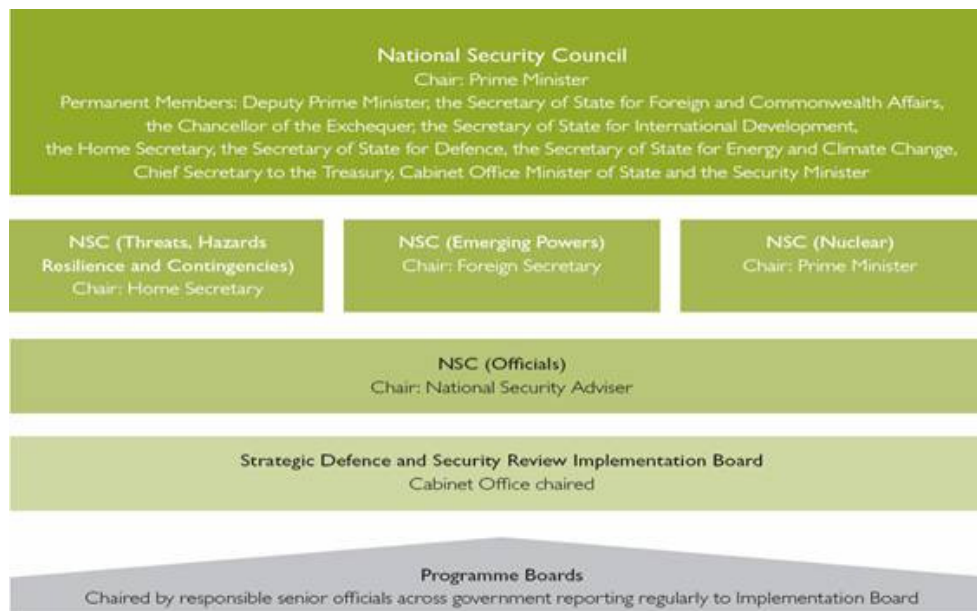 National Security Council
Chair: Prime Minister
Permanent Members: Deputy Prime Minister, the Secretary of State for Foreign and Commonwealth Affairs,
the Chancellor of the Exchequer, the Secretary of State for International Development,
the Home Secretary, the Secretary of State for Defence, the Secretary of State for Energy and Climate Change,
Chief Secretary to the Treasury, Cabinet Office Minister of State and the Security Minister
NSC (Threats, Hazards
Resilience and Contingencies)
Chair: Home Secretary
NSC (Emerging Powers)
Chair: Foreign Secretary
NSC (Nuclear)
Chair: Prime Minister
NSC (Officials)
Chair: National Security Adviser
Strategic Defence and Security Review Implementation Board
Cabinet Office chaired
Programme Boards
Chaired by responsible senior officials across government reporting regularly to Implementation Board